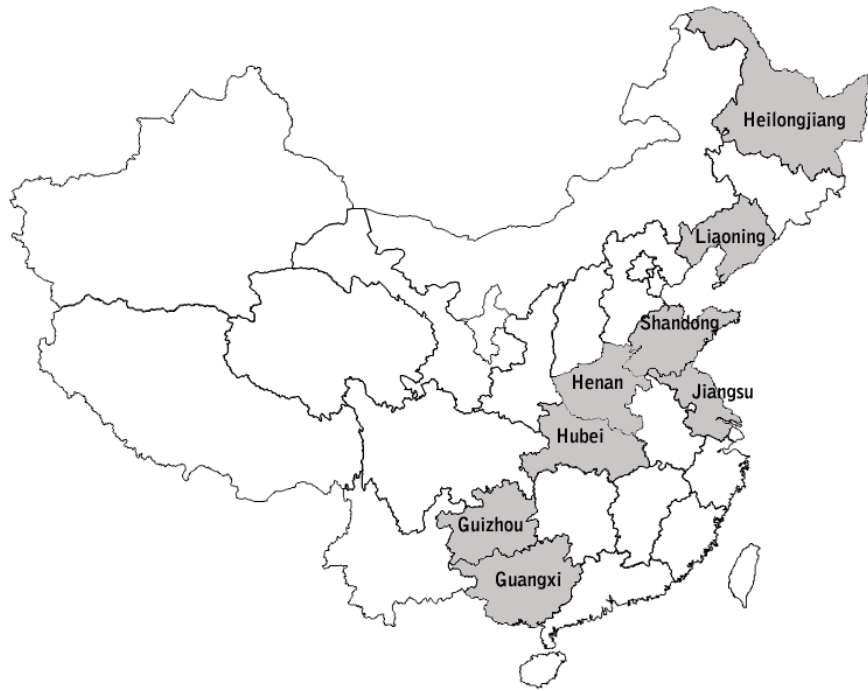 Heilongjiang
Liaoning
Shandong
Henan
Jiangsu
Hubei
Guizhou
Guangxi